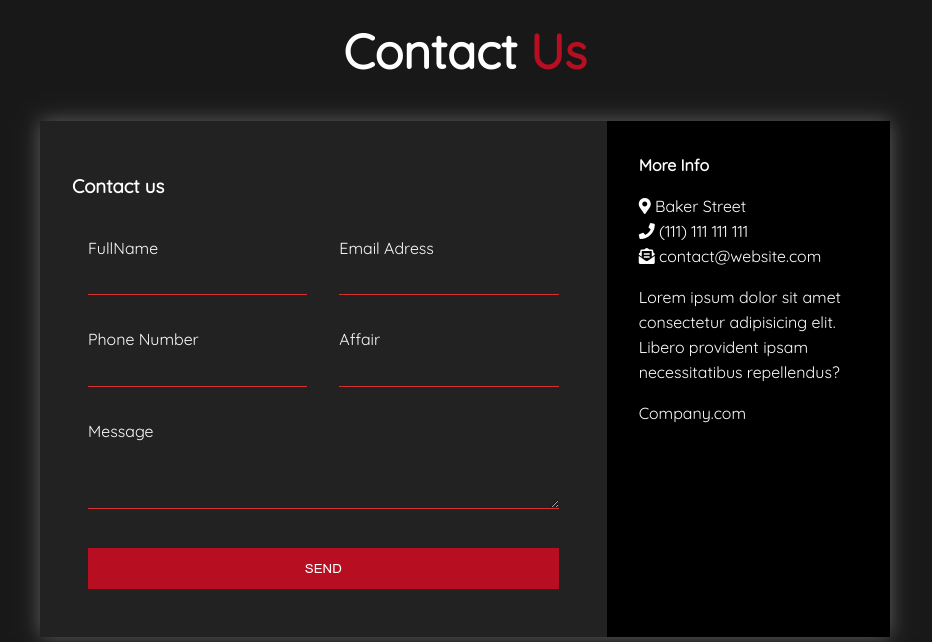 Contact Us
Contact us
FullName
Email Adress
Phone Number
Affair
Message
SEND
More Info
Baker Street
(111) 111 111 111
contact@website.com
Lorem ipsum dolor sit amet
consectetur adipisicing elit.
Libero provident ipsam
necessitatibus repellendus?
Company.com